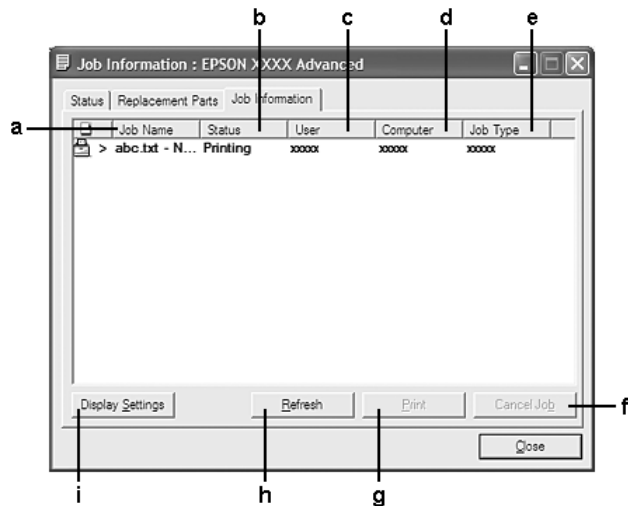 b c d e
Job Information : EPSON XXXX Advanced
Status Replacement Parts Job Information
a Job Name Status User Computer Job Type
> abc.txt - N... Printing xxxxx xxxxx xxxxx
Display Settings Refresh Print Cancel Job f
Close
i h g